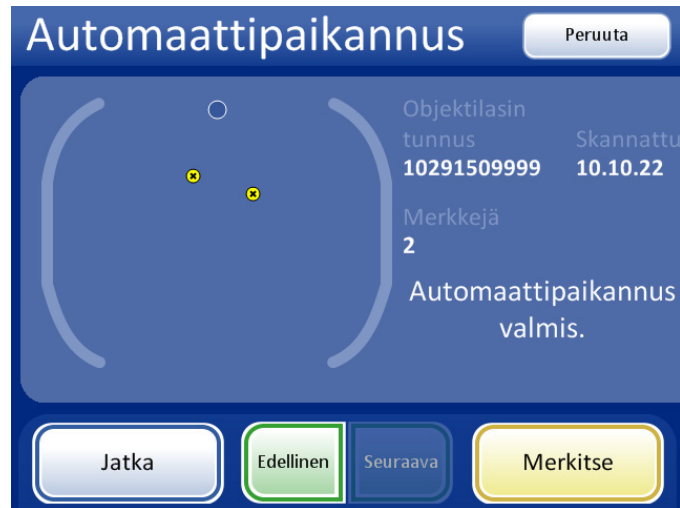 Automaattipaikannus
Peruuta
Objektilasin
tunnus
Skannattu
10291509999
10.10.22
Merkkejä
2
Automaattipaikannus
valmis.
Jatka
Edellinen
Seuraava
Merkitse